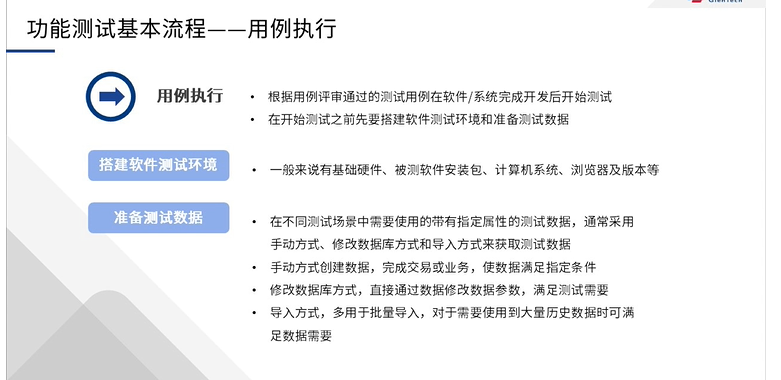 功能测试基本流程——用例执行
用例执行
• 根据用例评审通过的测试用例在软件/系统完成开发后开始测试
• 在开始测试之前先要搭建软件测试环境和准备测试数据
搭建软件测试环境
• 一般来说有基础硬件、被测软件安装包、计算机系统、浏览器及版本等
准备测试数据
• 在不同测试场景中需要使用的带有指定属性的测试数据，通常采用
手动方式、修改数据库方式和导入方式来获取测试数据
• 手动方式创建数据，完成交易或业务，使数据满足指定条件
• 修改数据库方式，直接通过数据修改数据参数，满足测试需要
• 导入方式，多用于批量导入，对于需要使用到大量历史数据时可满
足数据需要